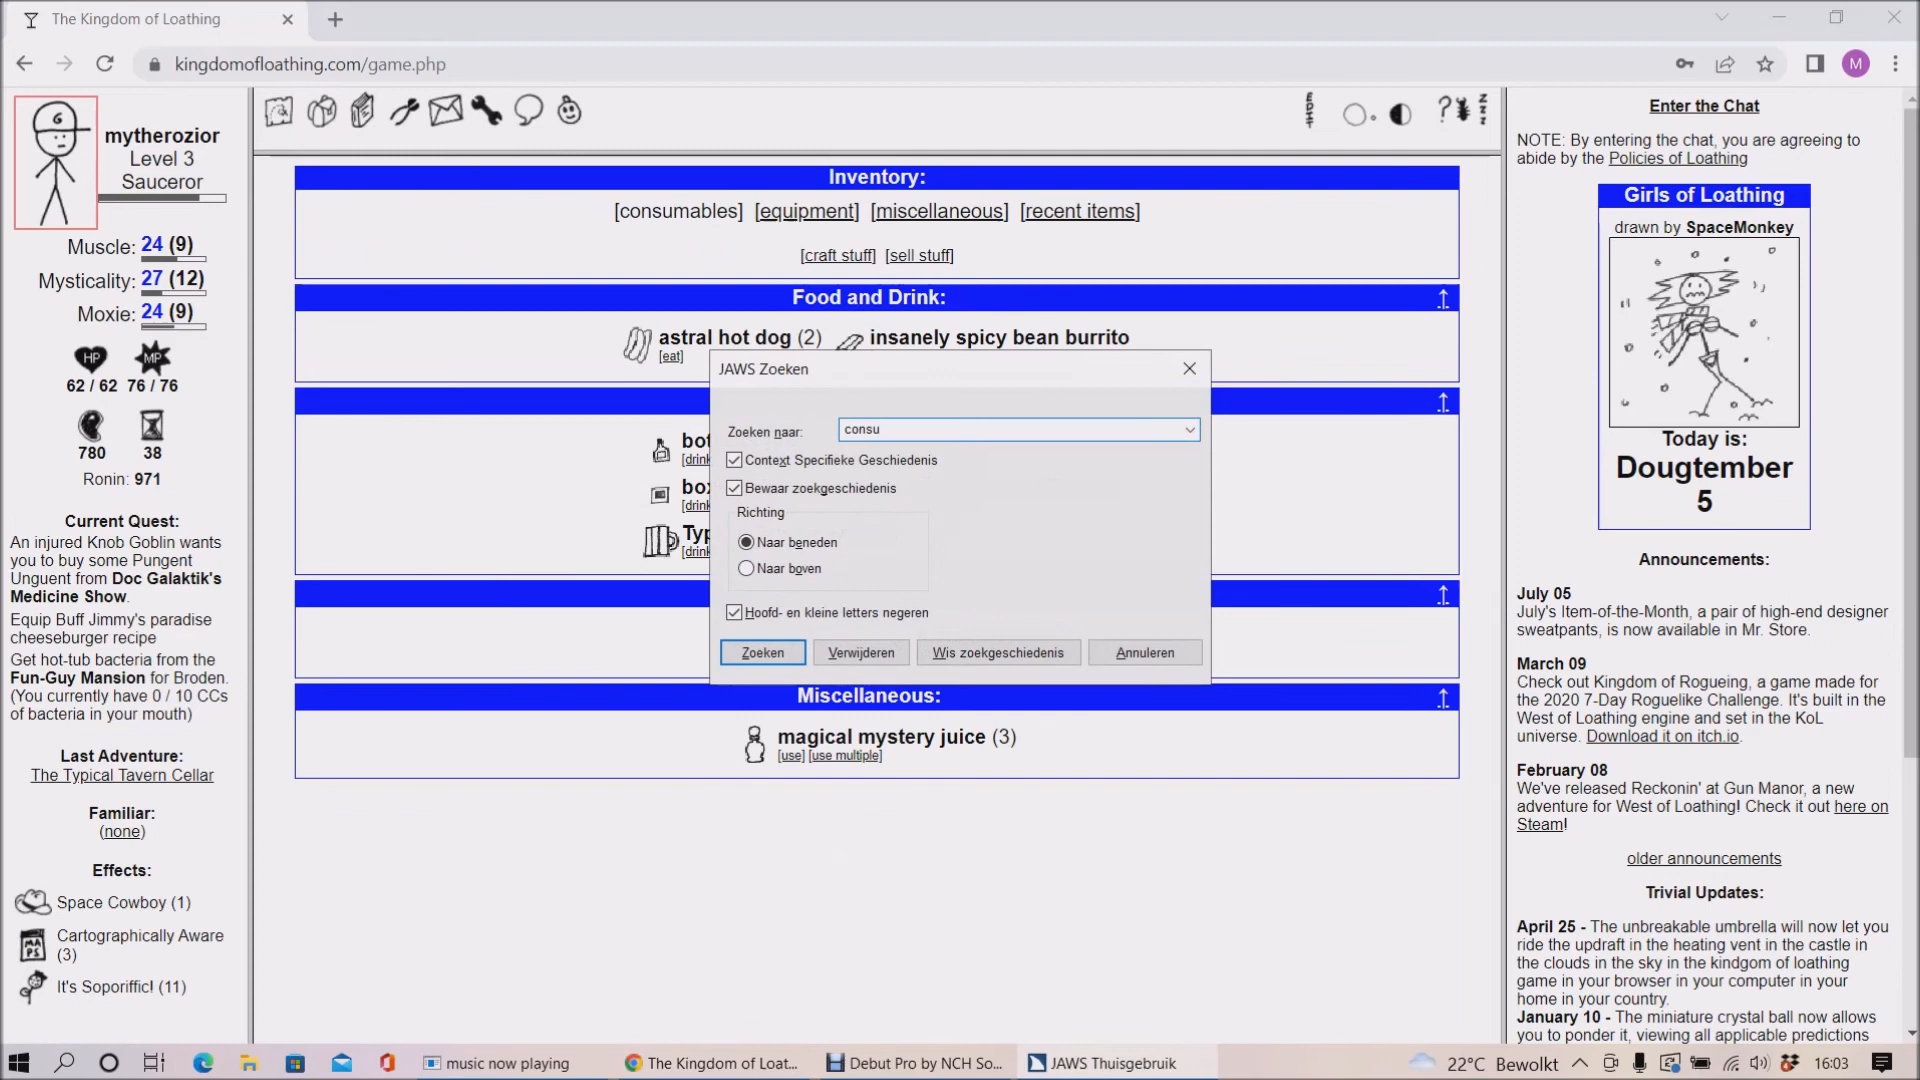 The Kingdom of Loathing
kingdomofloathing.com/game.php
M
G
mytherozior
Level 3
Sauceror
Muscle: 24 (9)
Mysticality: 27 (12)
Moxie: 24 (9)
HP MP
62 / 62 76 / 76
780 38
Ronin: 971
Current Quest:
An injured Knob Goblin wants
you to buy some Pungent
Unguent from Doc Galaktik's
Medicine Show.
Equip Buff Jimmy's paradise
cheeseburger recipe
Get hot-tub bacteria from the
Fun-Guy Mansion for Broden.
(You currently have 0 / 10 CCs
of bacteria in your mouth)
Last Adventure:
The Typical Tavern Cellar
Familiar:
(none)
Effects:
Space Cowboy (1)
MAPS
Cartographically Aware
(3)
It's Soporiffic! (11)
EDIT
?
ZZZ
Inventory:
[consumables] [equipment] [miscellaneous] [recent items]
[craft stuff] [sell stuff]
Food and Drink:
astral hot dog (2) insanely spicy bean burrito
[eat]
bot
[drink
box
[drink
Typ
[drink
JAWS Zoeken
Zoeken naar: consu
Context Specifieke Geschiedenis
Bewaar zoekgeschiedenis
Richting
Naar beneden
Naar boven
Hoofd- en kleine letters negeren
Zoeken Verwijderen Wis zoekgeschiedenis Annuleren
Miscellaneous:
magical mystery juice (3)
[use] [use multiple]
Enter the Chat
NOTE: By entering the chat, you are agreeing to
abide by the Policies of Loathing
Girls of Loathing
drawn by SpaceMonkey
Today is:
Dougtember
5
Announcements:
July 05
July's Item-of-the-Month, a pair of high-end designer
sweatpants, is now available in Mr. Store.
March 09
Check out Kingdom of Rogueing, a game made for
the 2020 7-Day Roguelike Challenge. It's built in the
West of Loathing engine and set in the KoL
universe. Download it on itch.io.
February 08
We've released Reckonin' at Gun Manor, a new
adventure for West of Loathing! Check it out here on
Steam!
older announcements
Trivial Updates:
April 25 - The unbreakable umbrella will now let you
ride the updraft in the heating vent in the castle in
the clouds in the sky in the kindgom of loathing
game in your browser in your computer in your
home in your country.
January 10 - The miniature crystal ball now allows
you to ponder it, viewing all applicable predictions
music now playing The Kingdom of Loat... Debut Pro by NCH So... JAWS Thuisgebruik 22°C Bewolkt 16:03